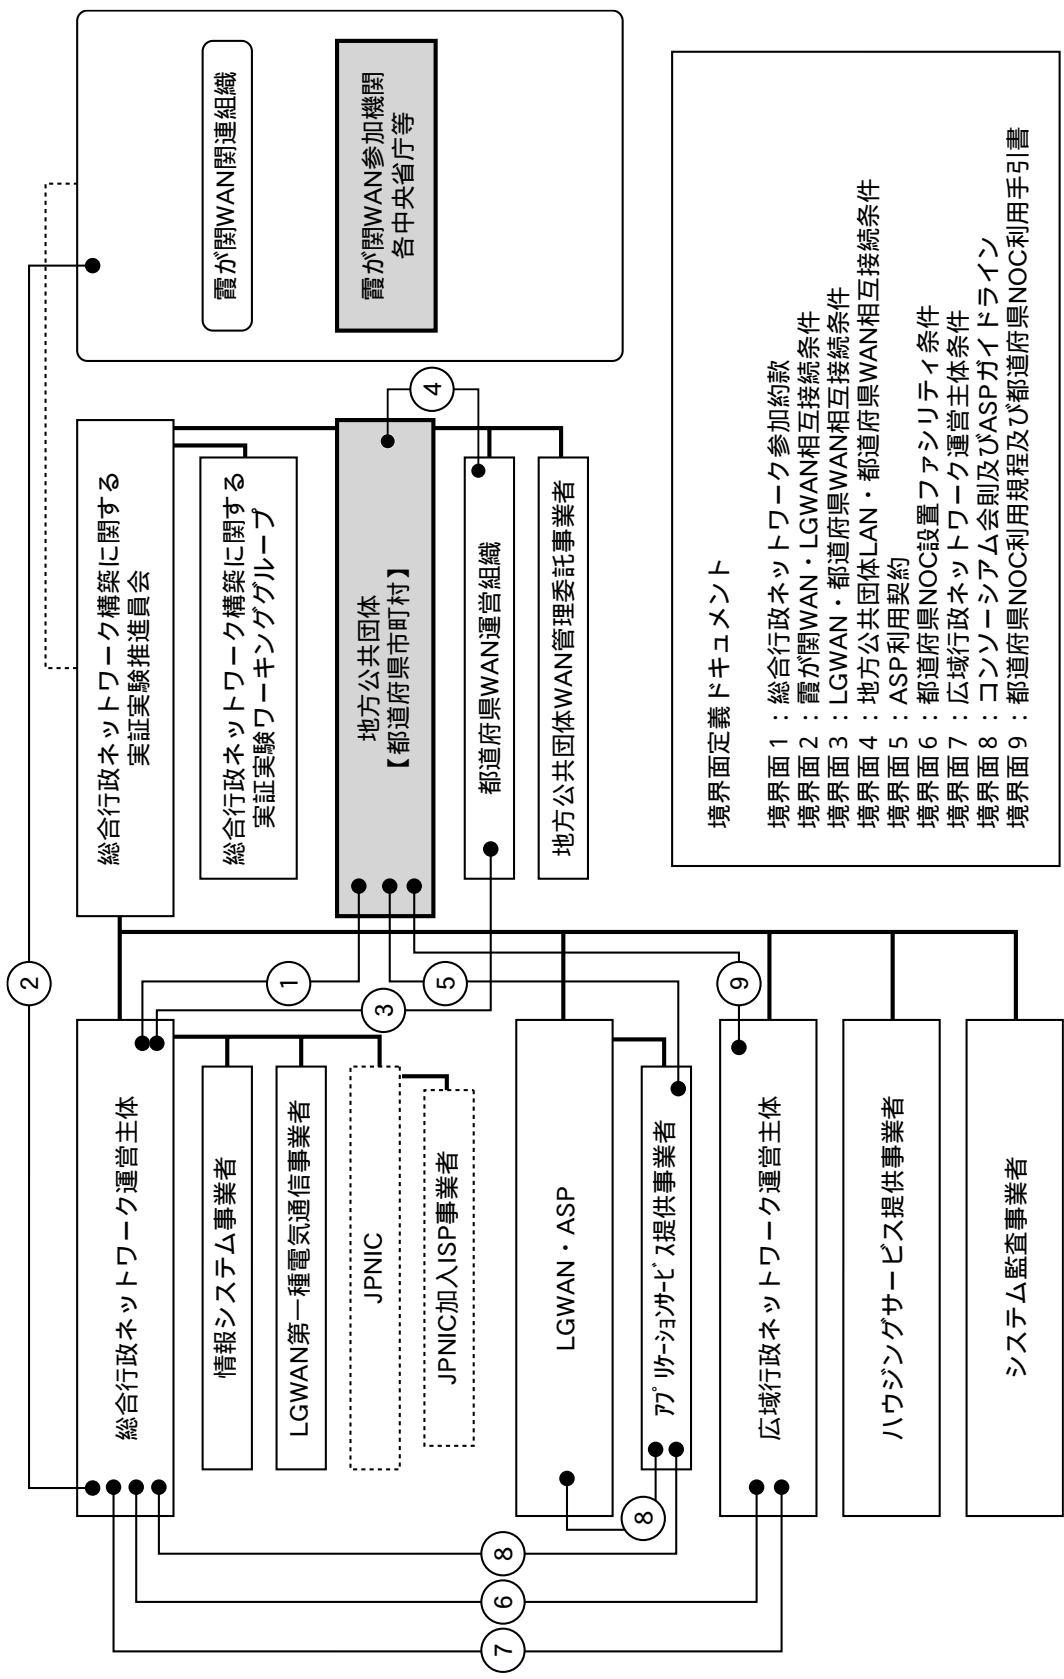 総合行政ネットワーク構築に関する
実証実験推進員会
総合行政ネットワーク構築に関する
実証実験ワーキンググループ
地方公共団体
【都道府県市町村】
都道府県WAN運営組織
地方公共団体WAN管理委託事業者
霞が関WAN関連組織
霞が関WAN参加機関
各中央省庁等
総合行政ネットワーク運営主体
情報システム事業者
LGWAN第一種電気通信事業者
JPNIC
JPNIC加入ISP事業者
LGWAN・ASP
ｱﾌﾟﾘｹｰｼｮﾝｻｰﾋﾞｽ提供事業者
広域行政ネットワーク運営主体
ハウジングサービス提供事業者
システム監査事業者
2
1
3
5
4
9
8
8
6
7
境界面定義ドキュメント
境界面1：総合行政ネットワーク参加約款
境界面2：霞が関WAN・LGWAN相互接続条件
境界面3：LGWAN・都道府県WAN相互接続条件
境界面4：地方公共団体LAN・都道府県WAN相互接続条件
境界面5：ASP利用契約
境界面6：都道府県NOC設置ファシリティ条件
境界面7：広域行政ネットワーク運営主体条件
境界面8：コンソーシアム会則及びASPガイドライン
境界面9：都道府県NOC利用規程及び都道府県NOC利用手引書